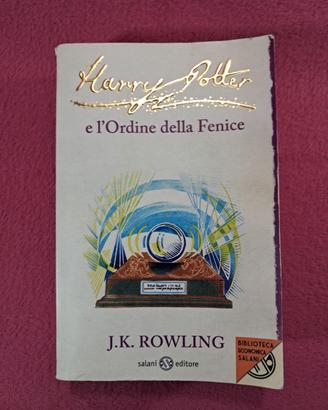 Harry Potter
e l'Ordine della Fenice
J.K. ROWLING
salani editore
BIBLIOTECA
ECONOMICA
SALANI